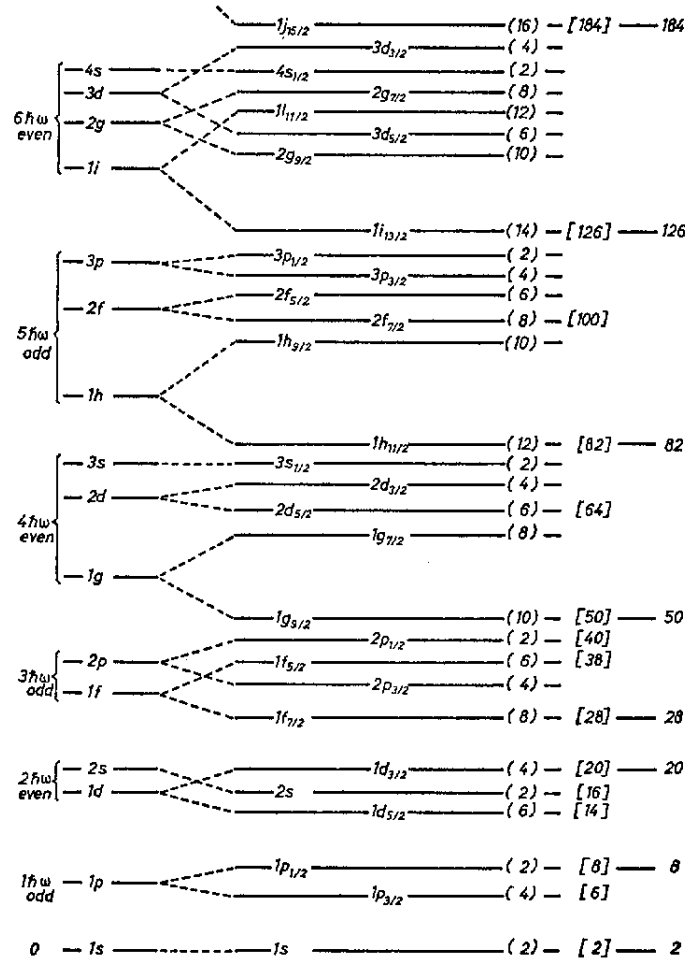 1j15/2 (16) [184] 184
3d3/2 (4)
4s 4s1/2 (2)
3d
2g7/2 (8)
6ħω even
1i11/2 (12)
2g
3d5/2 (6)
2g9/2 (10)
1i
1i13/2 (14) [126] 126
3p1/2 (2)
3p
3p3/2 (4)
2f5/2 (6)
2f
2f7/2 (8) [100]
5ħω odd
1h9/2 (10)
1h
1h11/2 (12) [82] 82
3s 3s1/2 (2)
2d3/2 (4)
2d
2d5/2 (6) [64]
4ħω even
1g7/2 (8)
1g
1g9/2 (10) [50] 50
2p1/2 (2) [40]
2p 1f5/2 (6) [38]
3ħω odd
2p3/2 (4)
1f
1f7/2 (8) [28] 28
2s 1d3/2 (4) [20] 20
2ħω even
1d 2s (2) [16]
1d5/2 (6) [14]
1p1/2 (2) [8] 8
1ħω odd
1p
1p3/2 (4) [6]
0 1s 1s (2) [2] 2